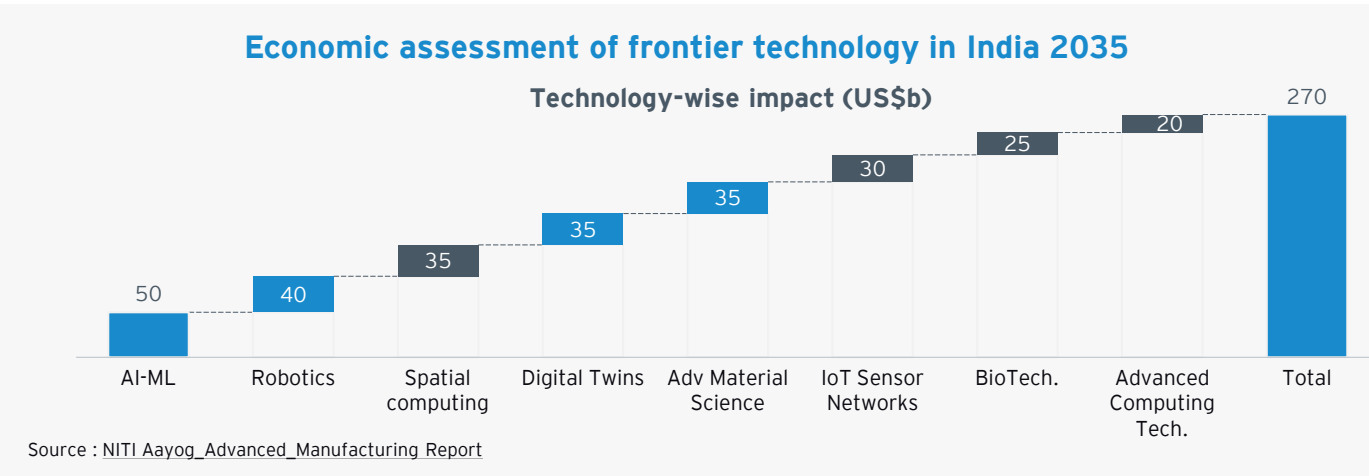 Economic assessment of frontier technology in India 2035
Technology-wise impact (US$b)
50
40
35
35
35
30
25
20
270
AI-ML
Robotics
Spatial
computing
Digital Twins
Adv Material
Science
IoT Sensor
Networks
BioTech.
Advanced
Computing
Tech.
Total
Source : NITI Aayog_Advanced_Manufacturing Report